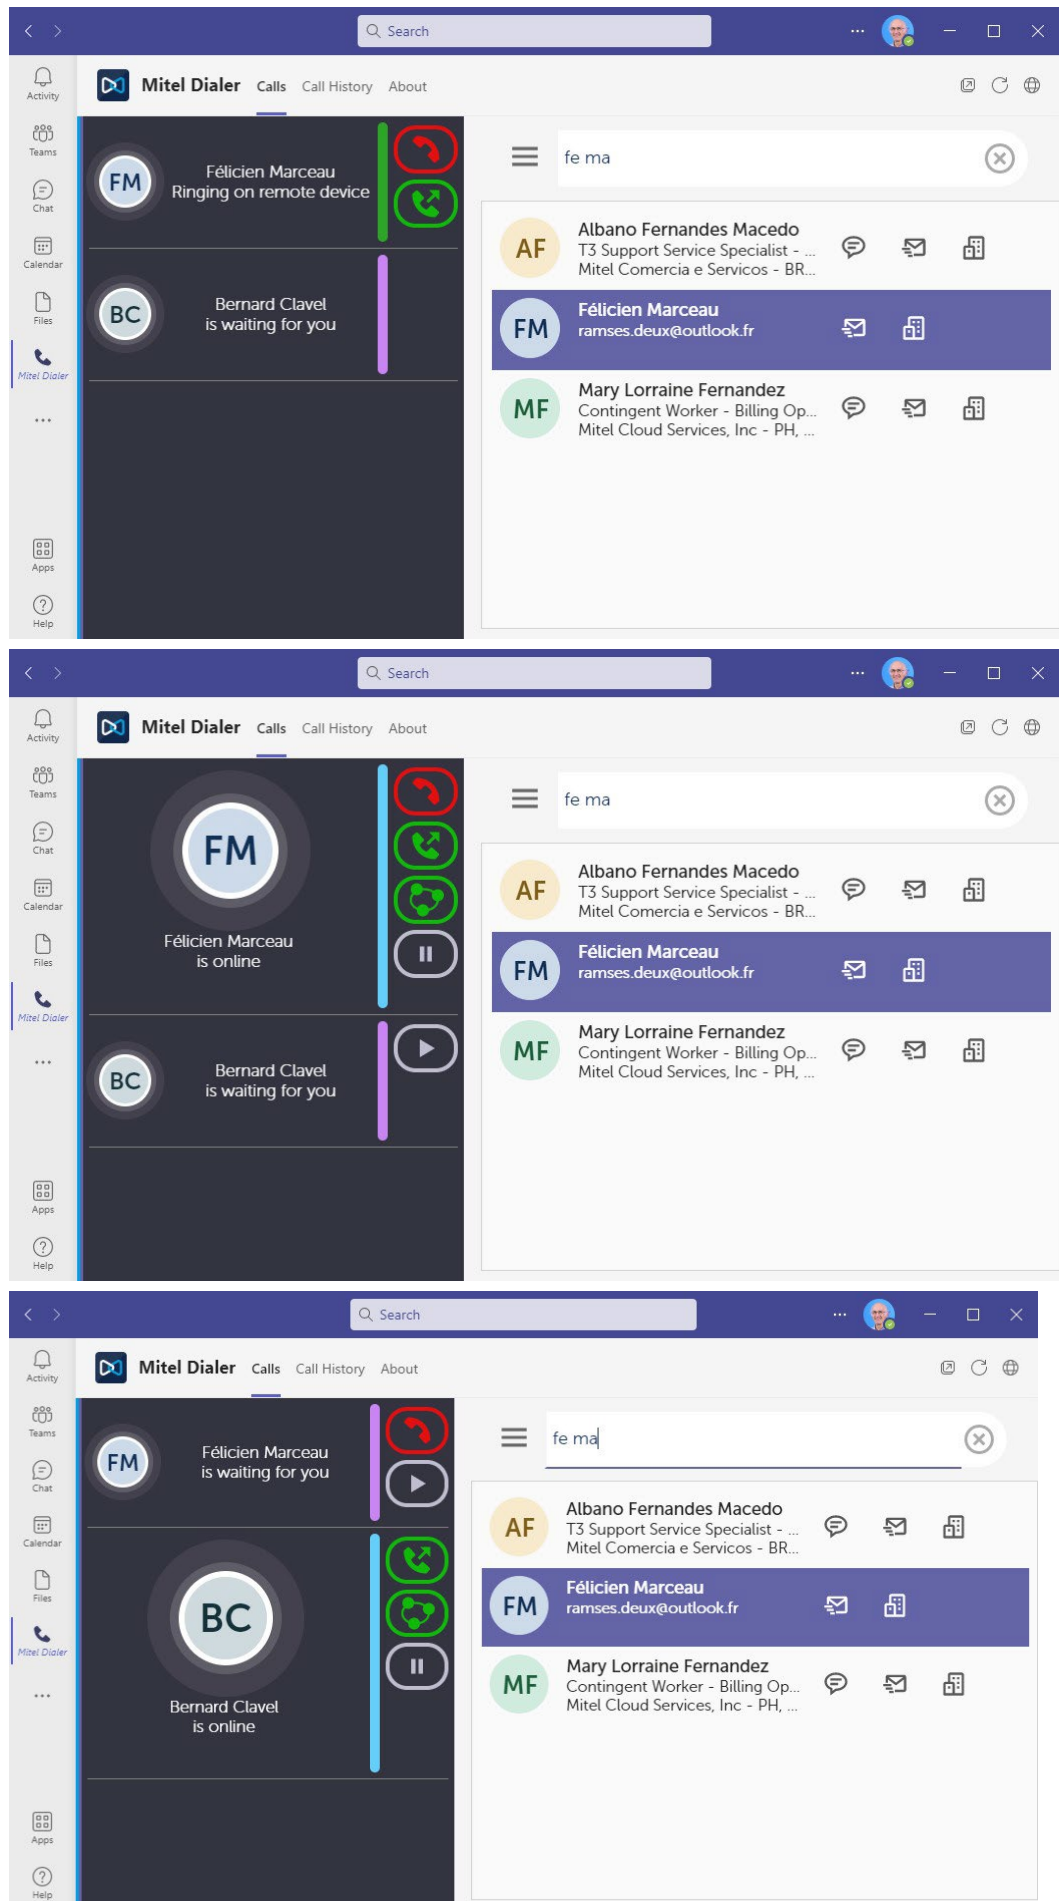 Search
Activity
Teams
Chat
Calendar
Files
Mitel Dialer
Apps
Help
Mitel Dialer Calls Call History About
FM
Félicien Marceau
Ringing on remote device
BC
Bernard Clavel
is waiting for you
fe ma
AF
Albano Fernandes Macedo
T3 Support Service Specialist - ...
Mitel Comercia e Servicos - BR...
FM
Félicien Marceau
ramses.deux@outlook.fr
MF
Mary Lorraine Fernandez
Contingent Worker - Billing Op...
Mitel Cloud Services, Inc - PH, ...
Search
Activity
Teams
Chat
Calendar
Files
Mitel Dialer
Apps
Help
Mitel Dialer Calls Call History About
FM
Félicien Marceau
is online
BC
Bernard Clavel
is waiting for you
fe ma
AF
Albano Fernandes Macedo
T3 Support Service Specialist - ...
Mitel Comercia e Servicos - BR...
FM
Félicien Marceau
ramses.deux@outlook.fr
MF
Mary Lorraine Fernandez
Contingent Worker - Billing Op...
Mitel Cloud Services, Inc - PH, ...
Search
Activity
Teams
Chat
Calendar
Files
Mitel Dialer
Apps
Help
Mitel Dialer Calls Call History About
FM
Félicien Marceau
is waiting for you
BC
Bernard Clavel
is online
fe ma
AF
Albano Fernandes Macedo
T3 Support Service Specialist - ...
Mitel Comercia e Servicos - BR...
FM
Félicien Marceau
ramses.deux@outlook.fr
MF
Mary Lorraine Fernandez
Contingent Worker - Billing Op...
Mitel Cloud Services, Inc - PH, ...